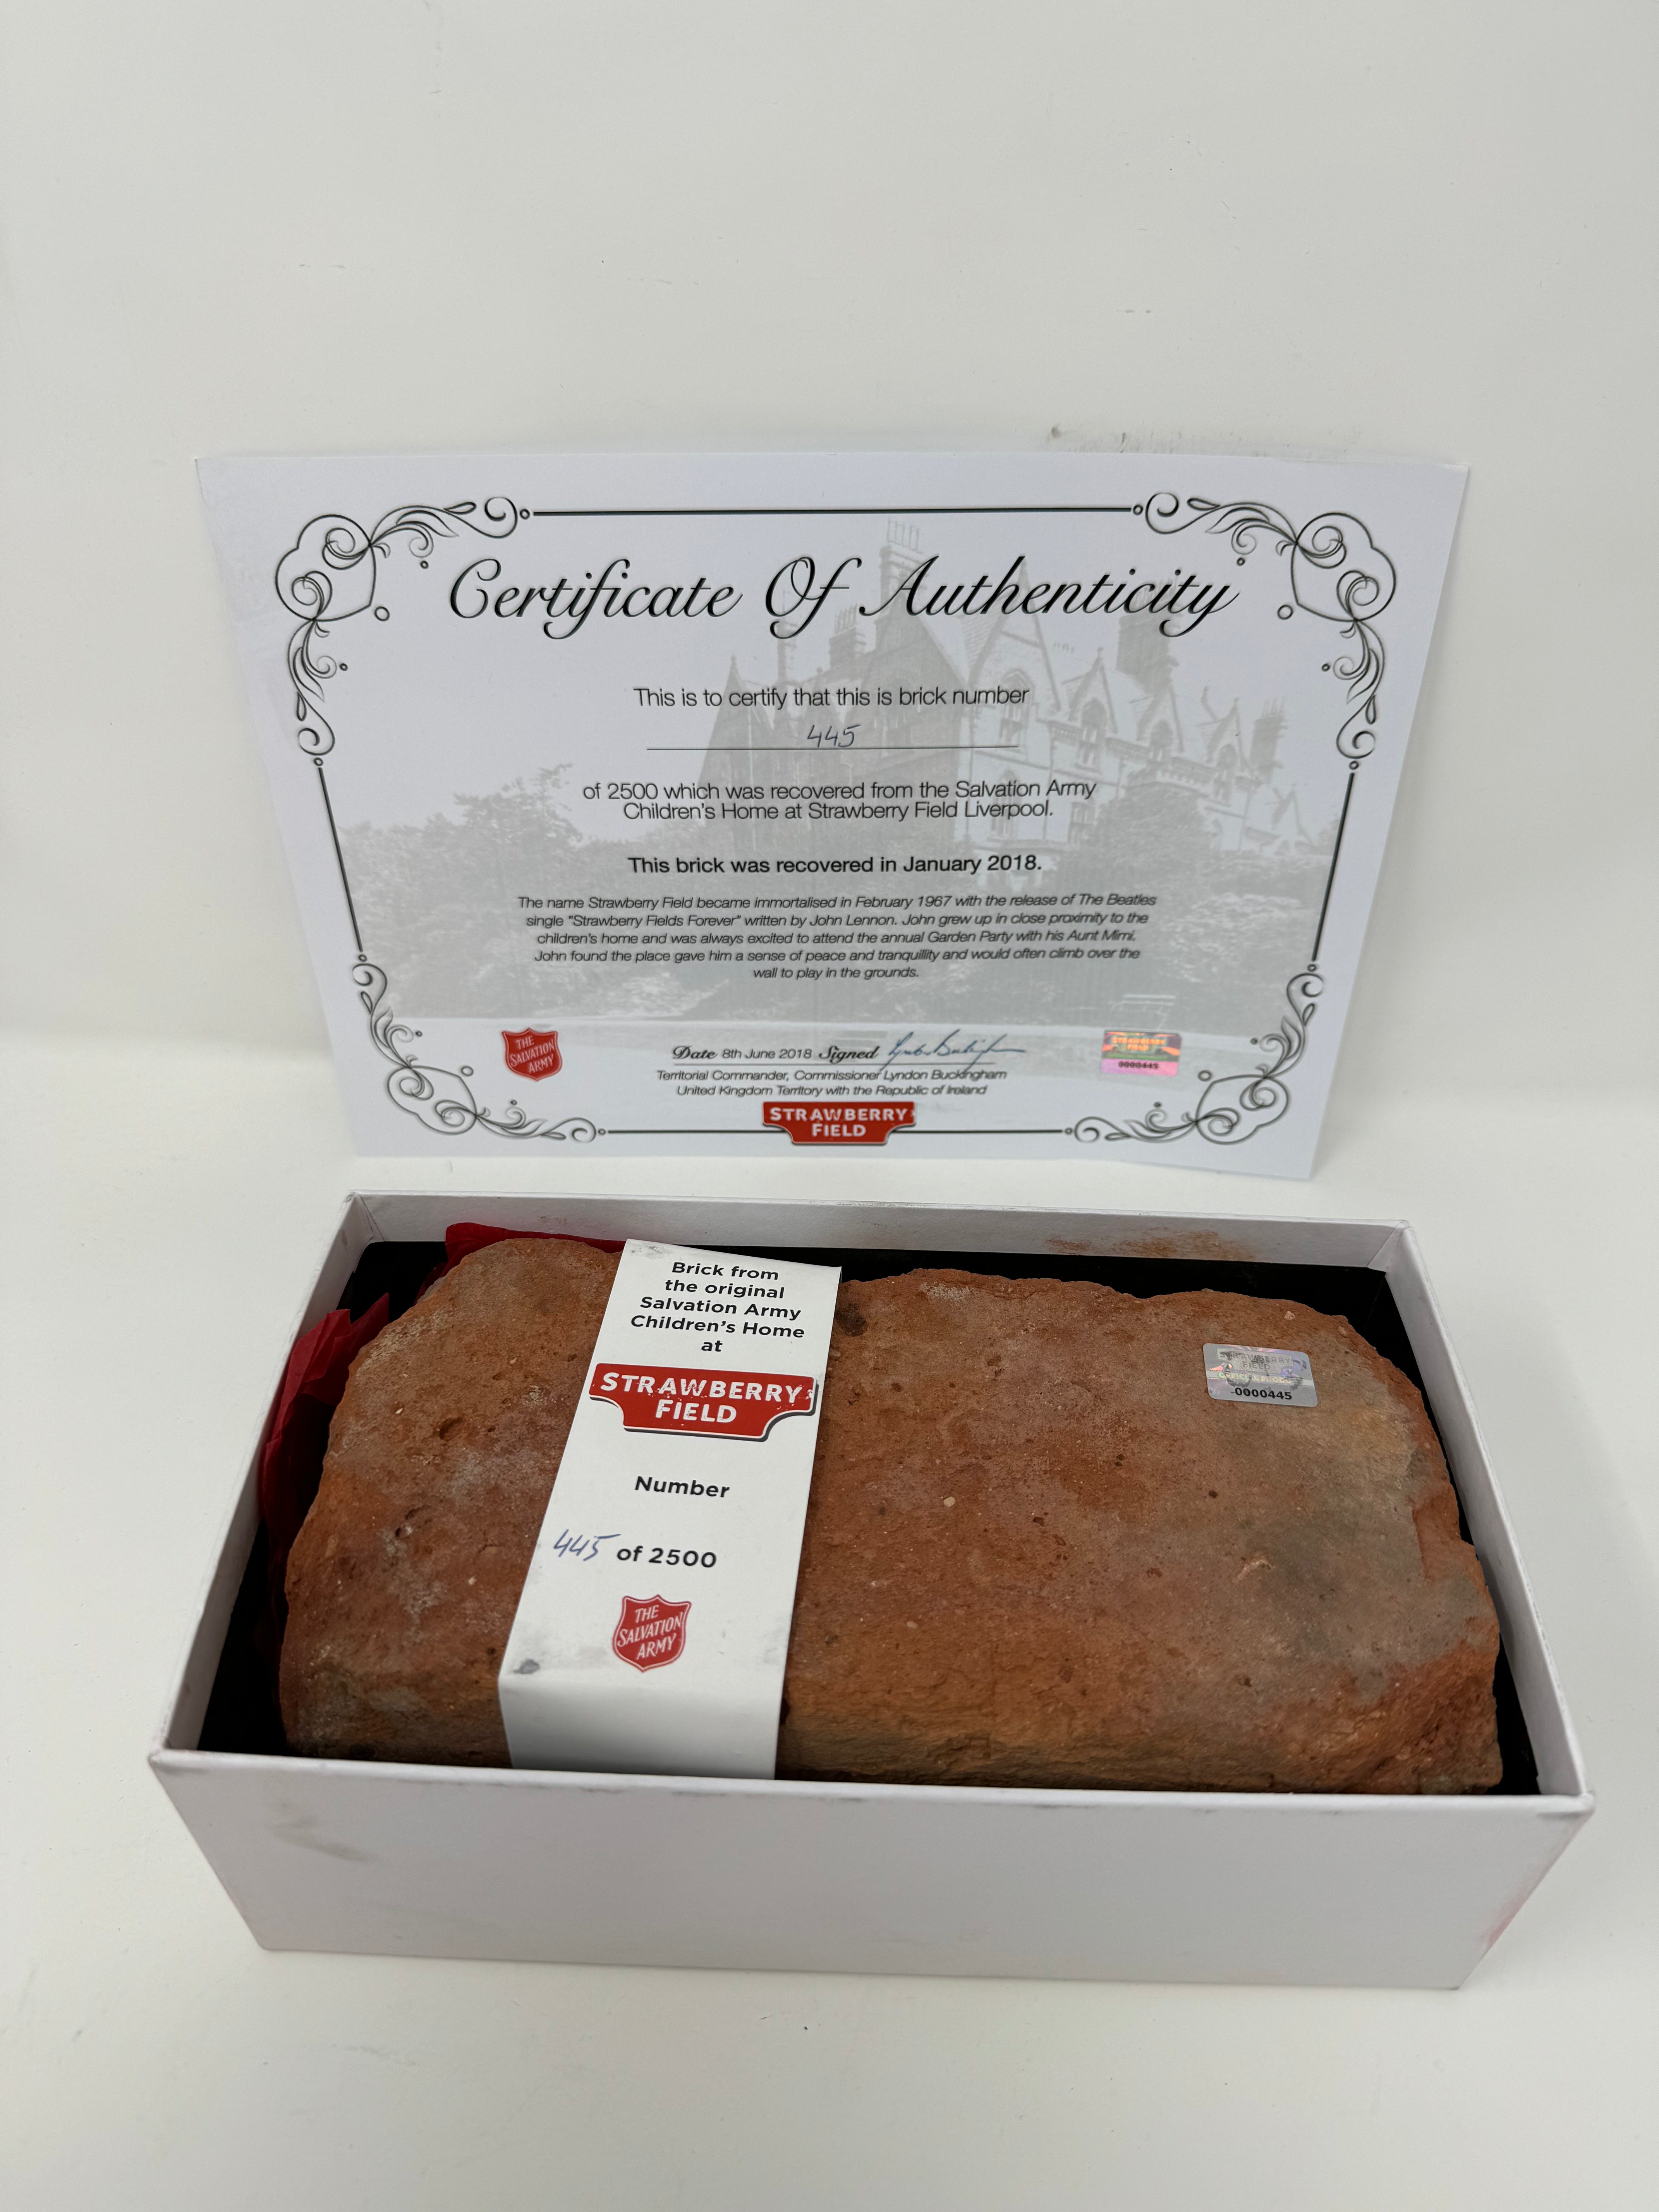 Certificate Of Authenticity
This is to certify that this is brick number
445
of 2500 which was recovered from the Salvation Army
Children's Home at Strawberry Field Liverpool.
This brick was recovered in January 2018.
The name Strawberry Field became immortalised in February 1967 with the release of The Beatles
single "Strawberry Fields Forever" written by John Lennon. John grew up in close proximity to the
children's home and was always excited to attend the annual Garden Party with his Aunt Mimi.
John found the place gave him a sense of peace and tranquillity and would often climb over the
wall to play in the grounds.
THE
SALVATION
ARMY
Date 8th June 2018 Signed
Territorial Commander, Commissioner Lyndon Buckingham
United Kingdom Territory with the Republic of Ireland
STRAWBERRY
FIELD
0000445
STRAWBERRY
FIELD
Brick from
the original
Salvation Army
Children's Home
at
STRAWBERRY
FIELD
Number
445 of 2500
THE
SALVATION
ARMY
STRAWBERRY
FIELD
0000445